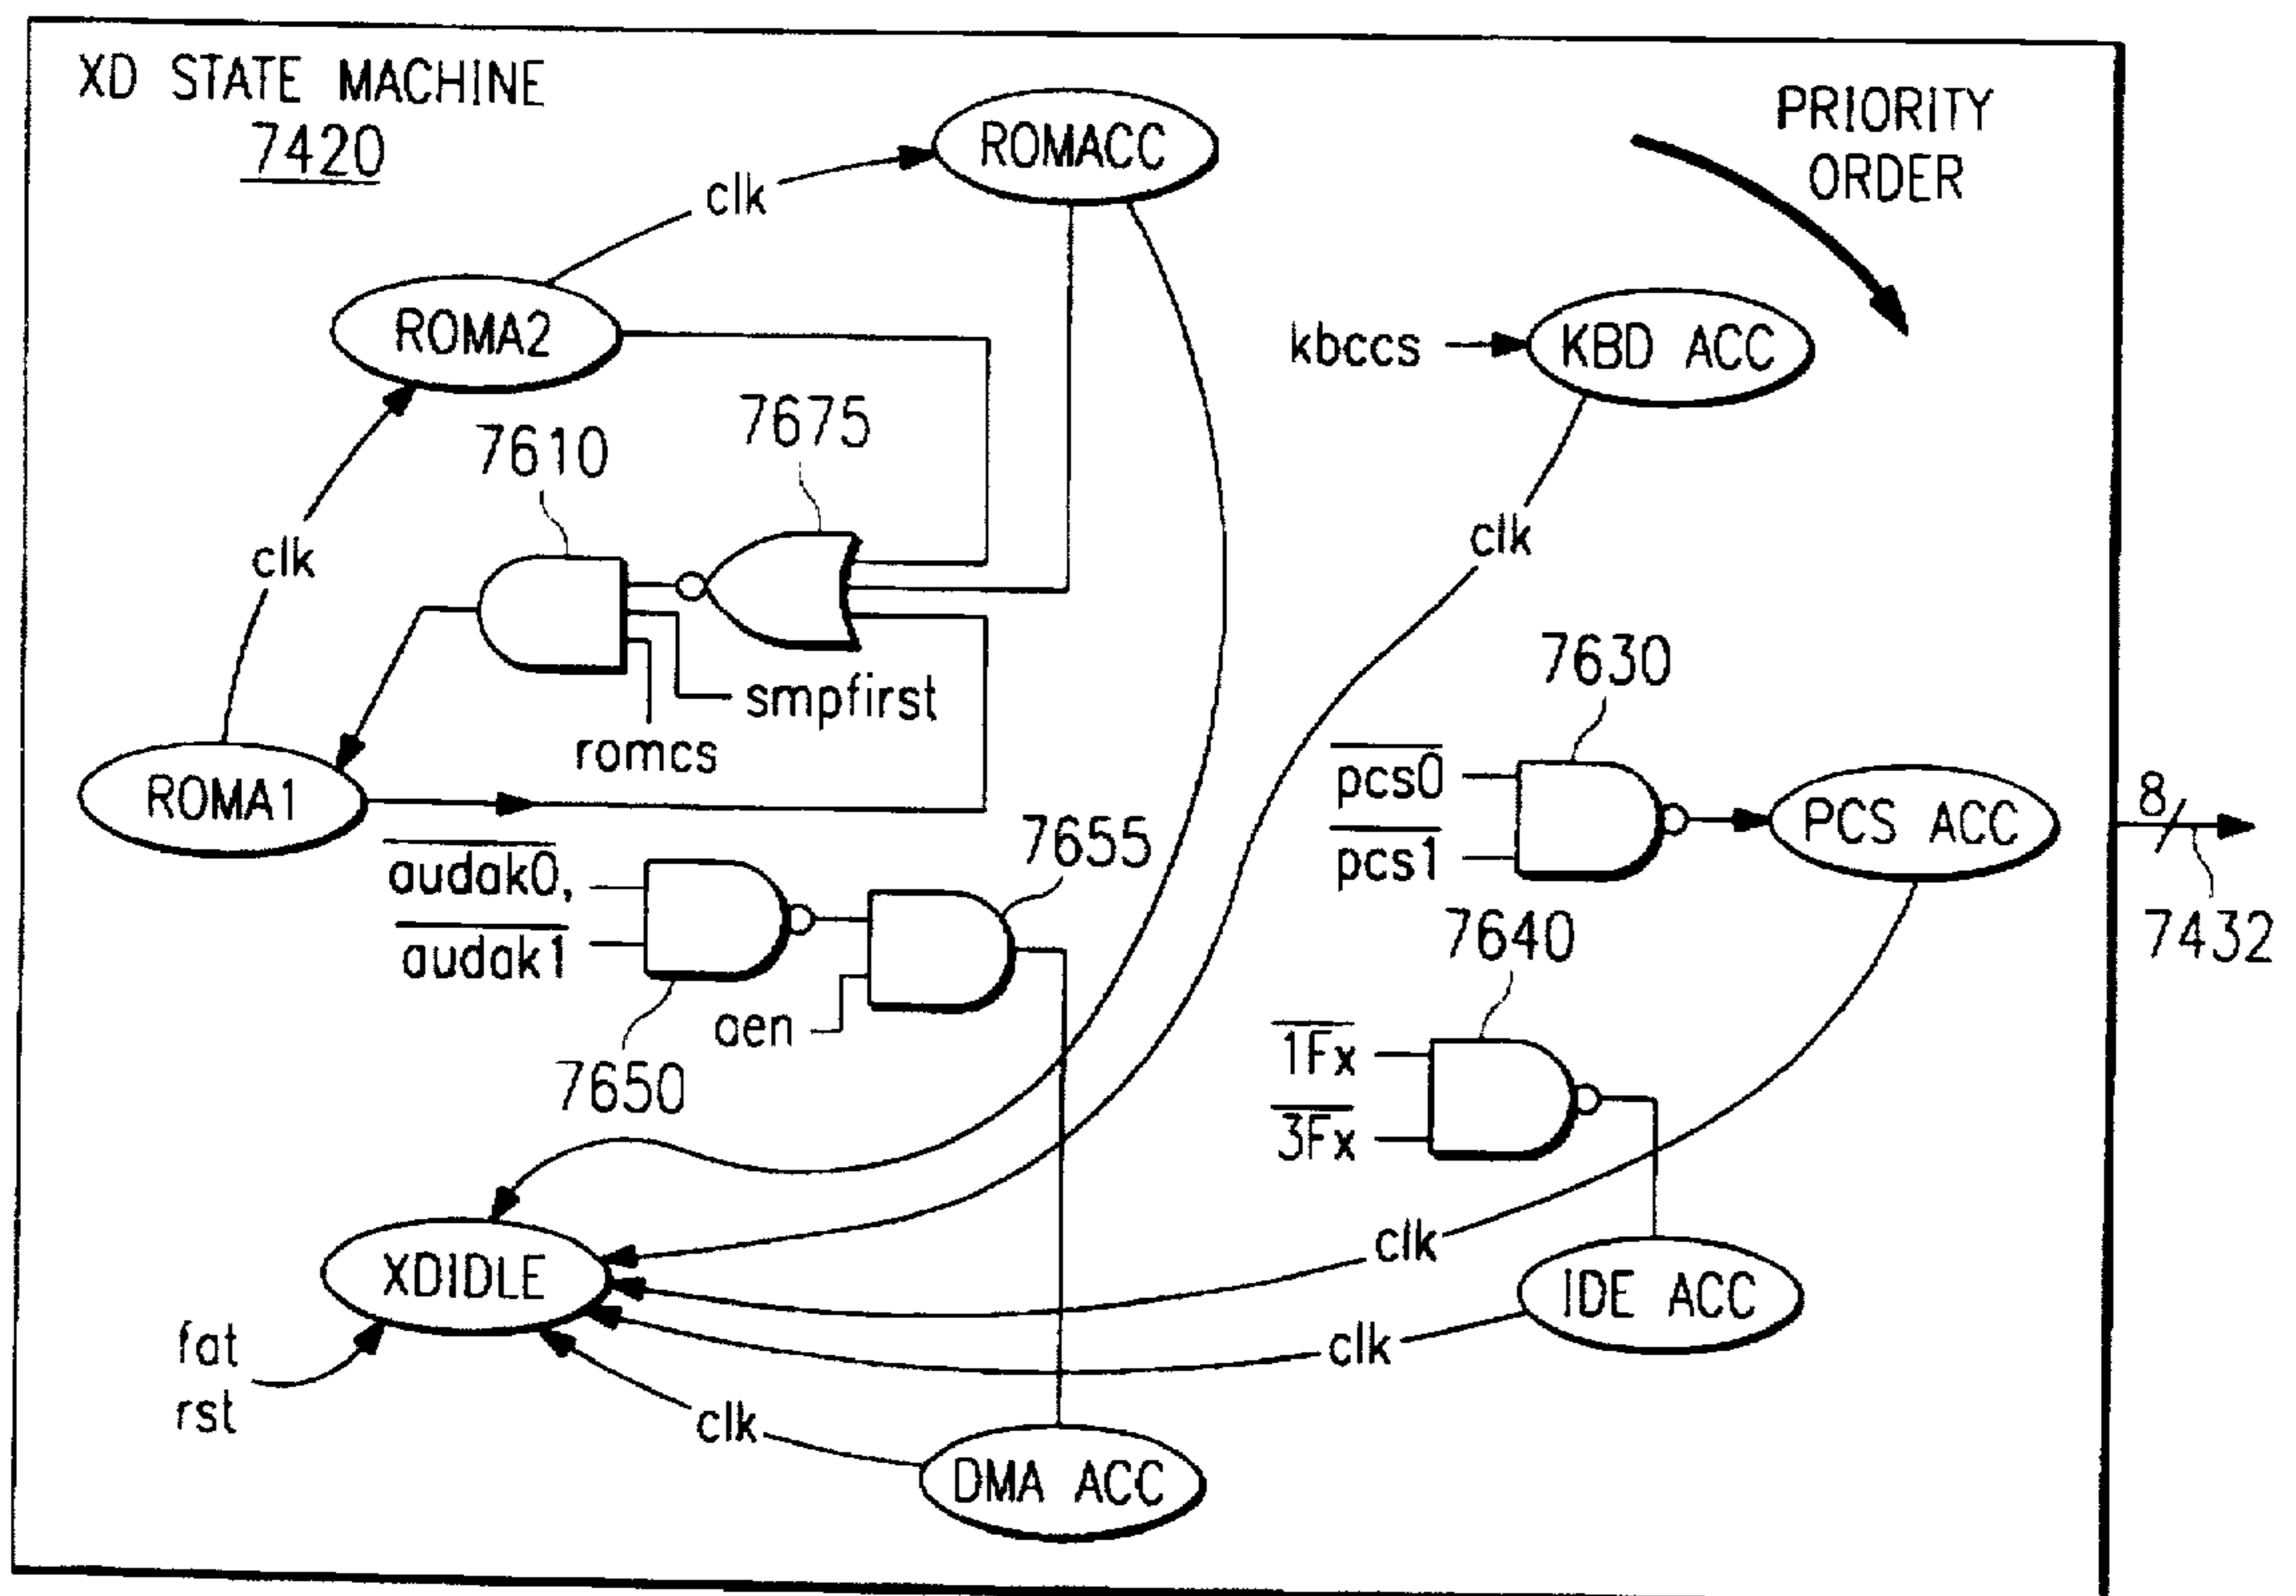 XD STATE MACHINE
7420
PRIORITY
ORDER
ROMACC
clk
ROMA2
kbccs
KBD ACC
7675
7610
clk
clk
smpfirst
romcs
7630
pcs0
pcs1
PCS ACC
8
7432
ROMA1
audak0,
audak1
7655
7650
aen
7640
1Fx
3Fx
clk
XDIDLE
IDE ACC
clk
fat
rst
clk
DMA ACC